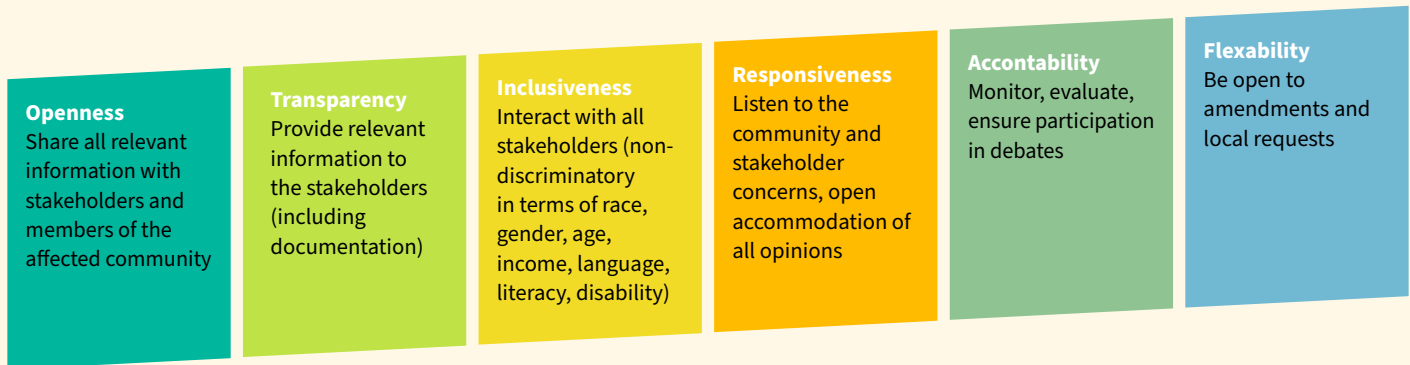 Openness
Share all relevant
information with
stakeholders and
members of the
affected community
Transparency
Provide relevant
information to
the stakeholders
(including
documentation)
Inclusiveness
Interact with all
stakeholders (non-
discriminatory
in terms of race,
gender, age,
income, language,
literacy, disability)
Responsiveness
Listen to the
community and
stakeholder
concerns, open
accommodation of
all opinions
Accontability
Monitor, evaluate,
ensure participation
in debates
Flexability
Be open to
amendments and
local requests